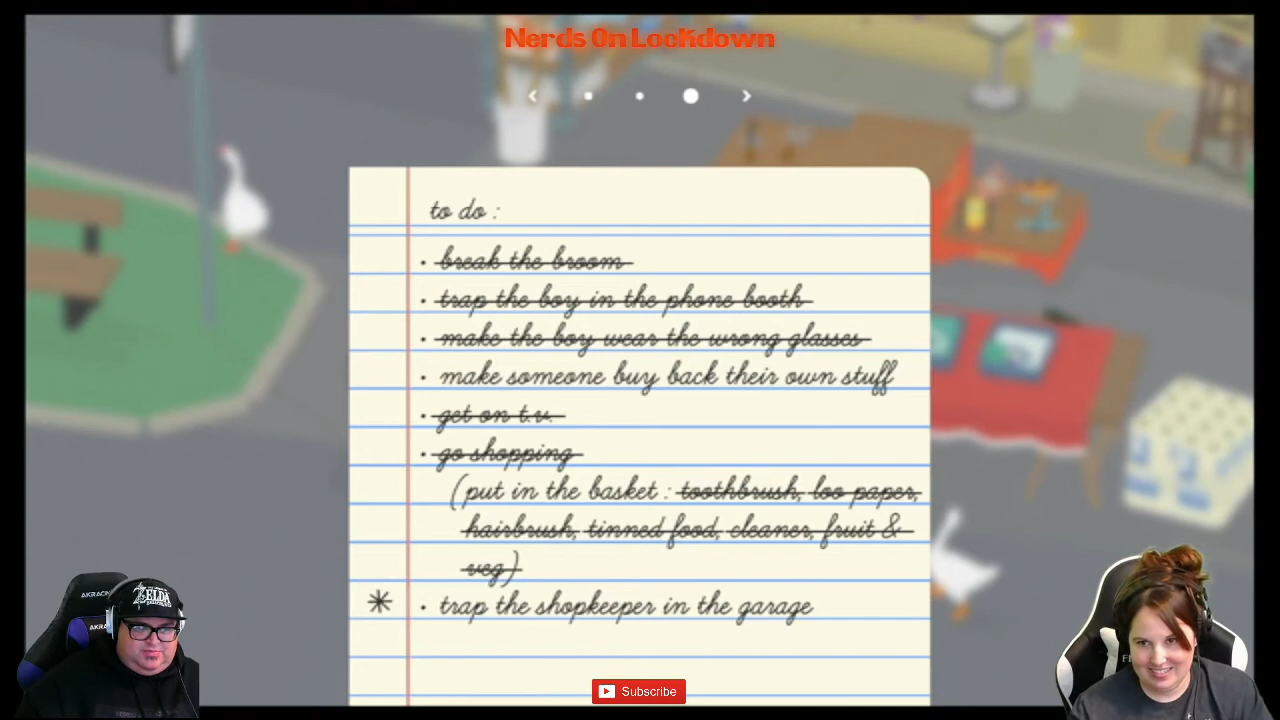 Nerds On Lockdown
to do :
• break the broom
• trap the boy in the phone booth
• make the boy wear the wrong glasses
• make someone buy back their own stuff
• get on t.v.
• go shopping
(put in the basket : toothbrush, loo paper,
hairbrush, tinned food, cleaner, fruit &
veg)
* • trap the shopkeeper in the garage
AKRACING
ZELDA
Subscribe